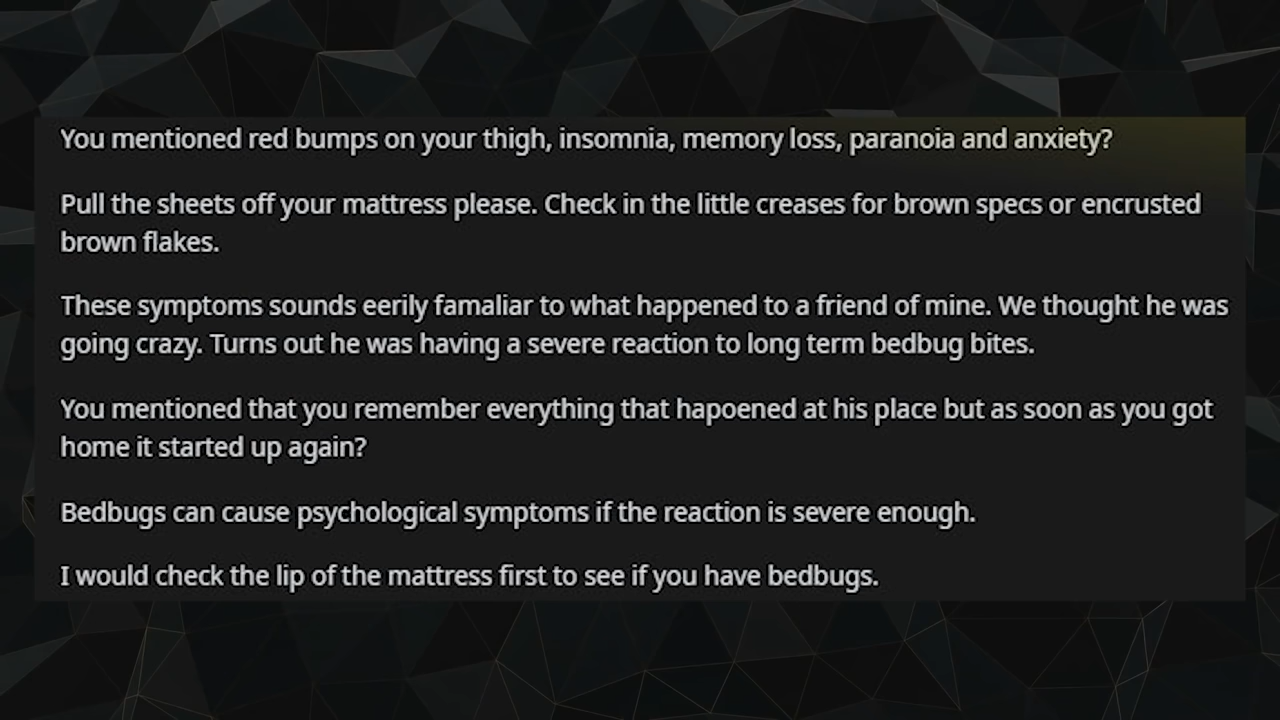 You mentioned red bumps on your thigh, insomnia, memory loss, paranoia and anxiety?
Pull the sheets off your mattress please. Check in the little creases for brown specs or encrusted
brown flakes.
These symptoms sounds eerily famaliar to what happened to a friend of mine. We thought he was
going crazy. Turns out he was having a severe reaction to long term bedbug bites.
You mentioned that you remember everything that hapoened at his place but as soon as you got
home it started up again?
Bedbugs can cause psychological symptoms if the reaction is severe enough.
I would check the lip of the mattress first to see if you have bedbugs.